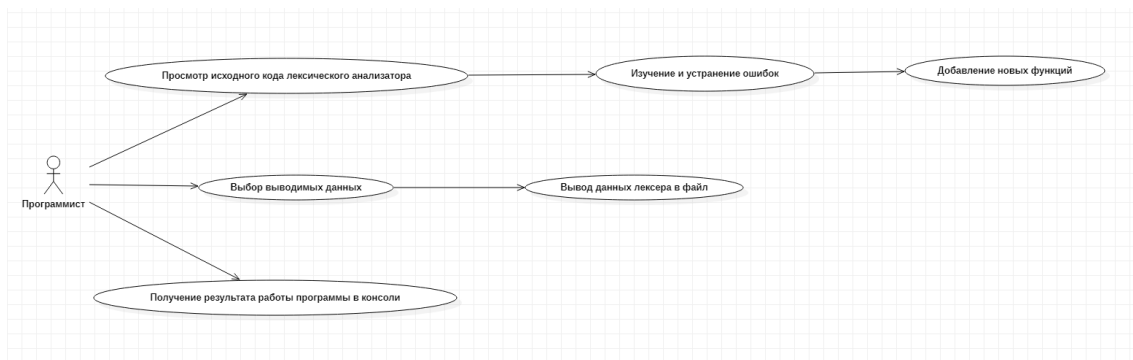 Просмотр исходного кода лексического анализатора
Изучение и устранение ошибок
Добавление новых функций
Программист
Выбор выводимых данных
Вывод данных лексера в файл
Получение результата работы программы в консоли